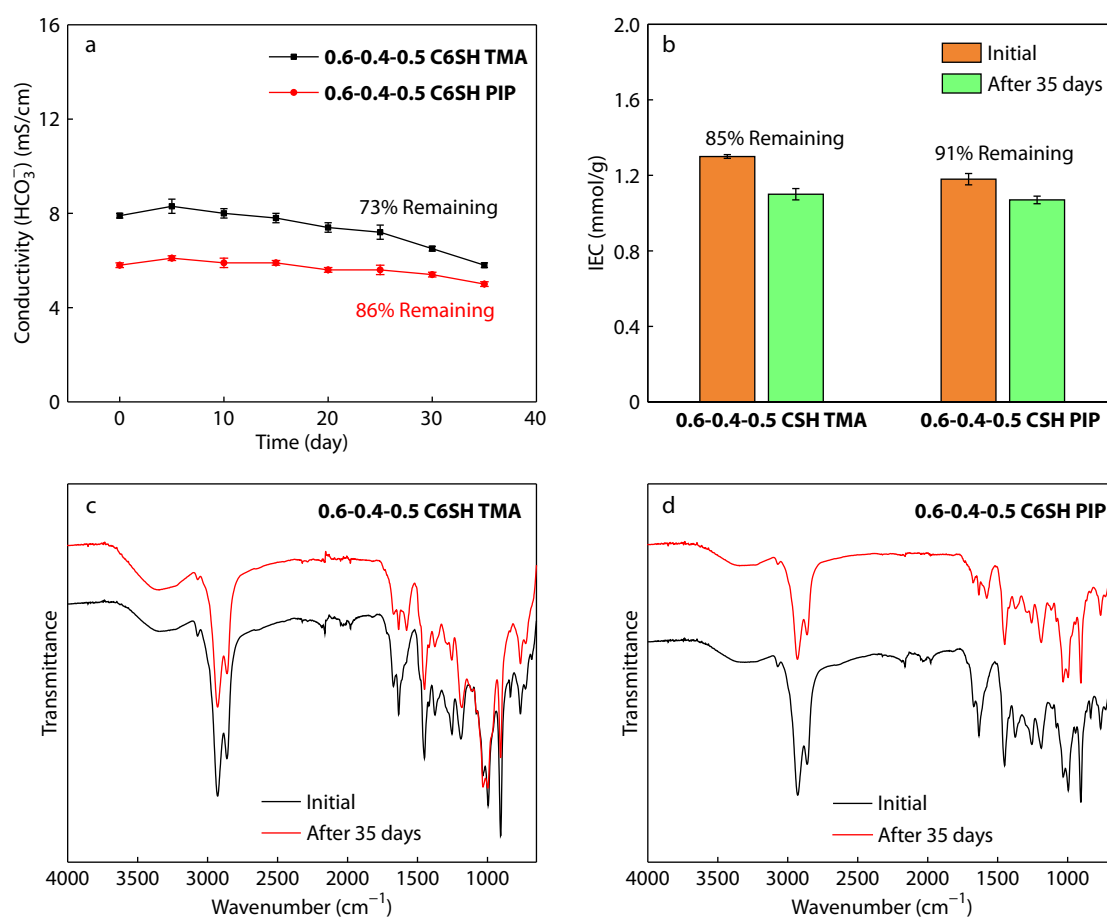 a
0.6-0.4-0.5 C6SH TMA
0.6-0.4-0.5 C6SH PIP
73% Remaining
86% Remaining
Conductivity (HCO₃⁻) (mS/cm)
16
12
8
4
0
0 10 20 30 40
Time (day)
b
Initial
After 35 days
85% Remaining
91% Remaining
IEC (mmol/g)
2.0
1.6
1.2
0.8
0.4
0
0.6-0.4-0.5 CSH TMA 0.6-0.4-0.5 CSH PIP
c
0.6-0.4-0.5 C6SH TMA
Transmittance
Initial
After 35 days
4000 3500 3000 2500 2000 1500 1000
Wavenumber (cm⁻¹)
d
0.6-0.4-0.5 C6SH PIP
Transmittance
Initial
After 35 days
4000 3500 3000 2500 2000 1500 1000
Wavenumber (cm⁻¹)